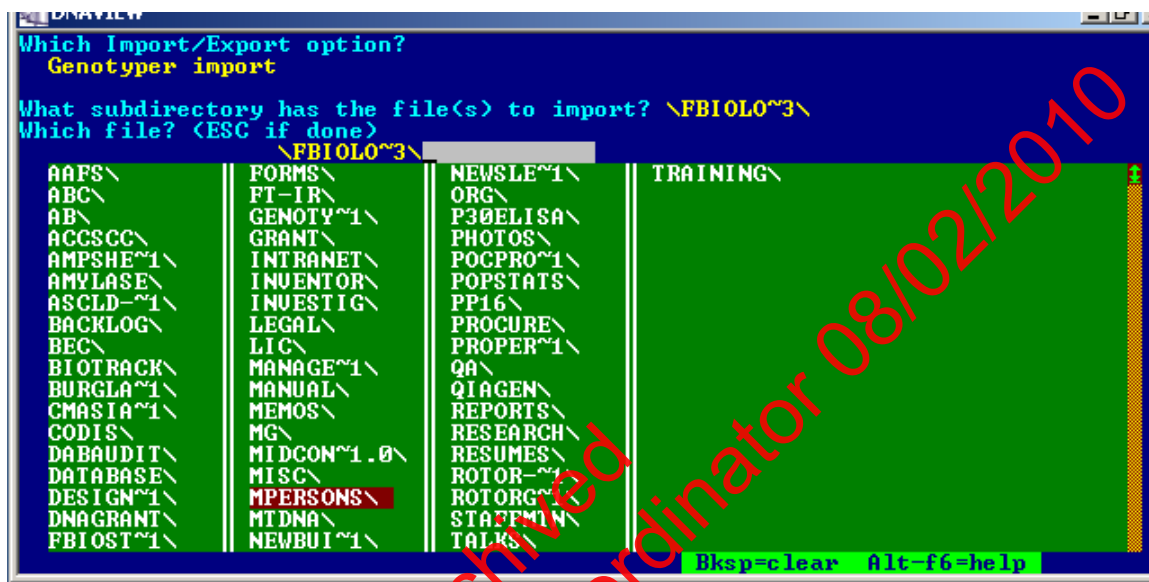 DNAVIEW
Which Import/Export option?
Genotyper import
What subdirectory has the file(s) to import? \FBIOLO~3\
Which file? (ESC if done)
\FBIOLO~3\
AAFS\ FORMS\ NEWSLE~1\ TRAINING\
ABC\ FT-IR\ ORG\
AB\ GENOTY~1\ P30ELISA\
ACCSCC\ GRANT\ PHOTOS\
AMPSHE~1\ INTRANET\ POCPRO~1\
AMYLASE\ INVENTOR\ POPSTATS\
ASCLD-~1\ INVESTIG\ PP16\
BACKLOG\ LEGAL\ PROCURE\
BEC\ LIC\ PROPER~1\
BIOTRACK\ MANAGE~1\ QA\
BURGLA~1\ MANUAL\ QIAGEN\
CMASIA~1\ MEMOS\ REPORTS\
CODIS\ MG\ RESEARCH\
DABAUDIT\ MIDCON~1.0\ RESUMES\
DATABASE\ MISC\ ROTOR-~1\
DESIGN~1\ MPERSONS\ ROTORG~1\
DNAGRANT\ MTDNA\
FBIOST~1\ NEWBUI~1\ TALKS\
Bksp=clear Alt-f6=help
08/02/2010